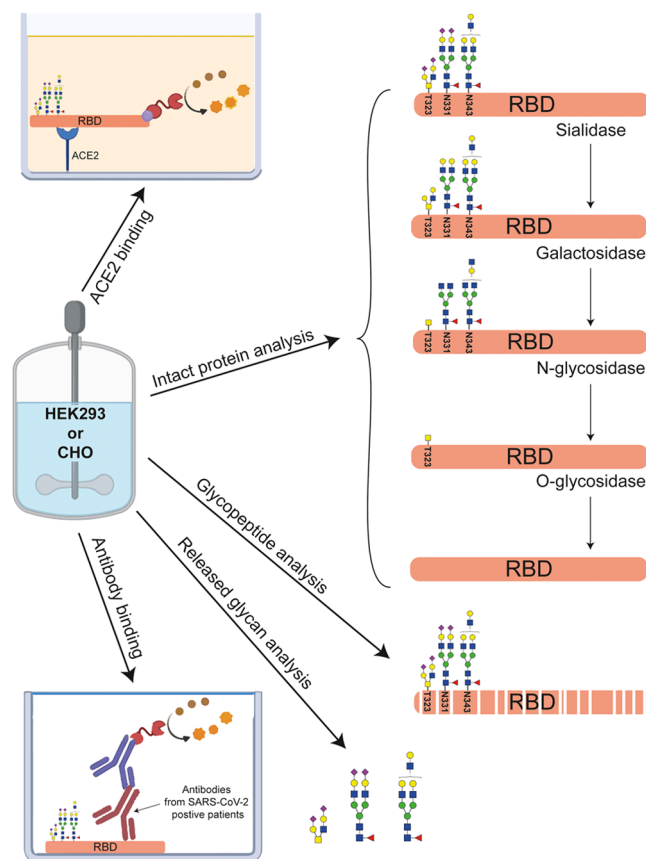 RBD
ACE2
ACE2 binding
HEK293
or
CHO
Intact protein analysis
Glycopeptide analysis
Released glycan analysis
Antibody binding
T323
N331
N343
RBD
Sialidase
T323
N331
N343
RBD
Galactosidase
T323
N331
N343
RBD
N-glycosidase
T323
RBD
O-glycosidase
RBD
T323
N331
N343
RBD
Antibodies
from SARS-CoV-2
postive patients
RBD